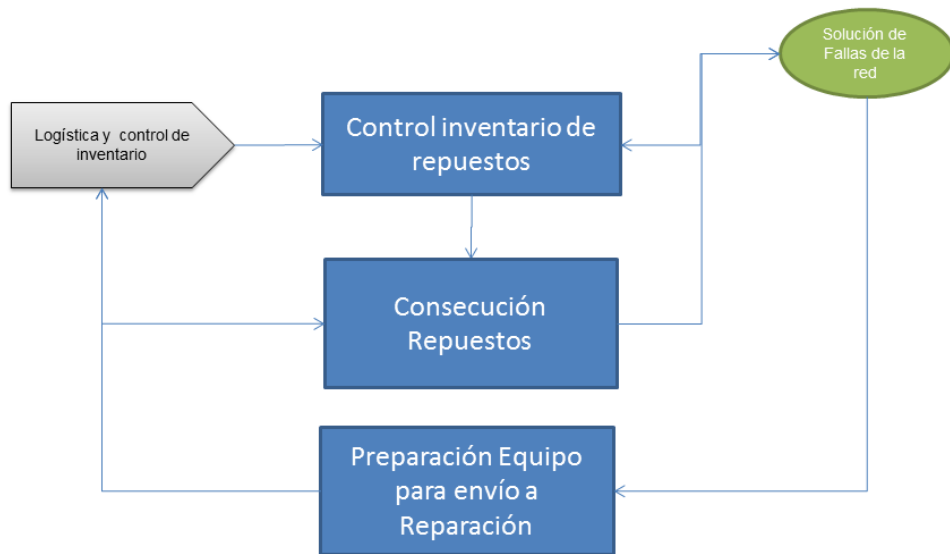 Solución de
Fallas de la
red
Logística y control de
inventario
Control inventario de
repuestos
Consecución
Repuestos
Preparación Equipo
para envío a
Reparación